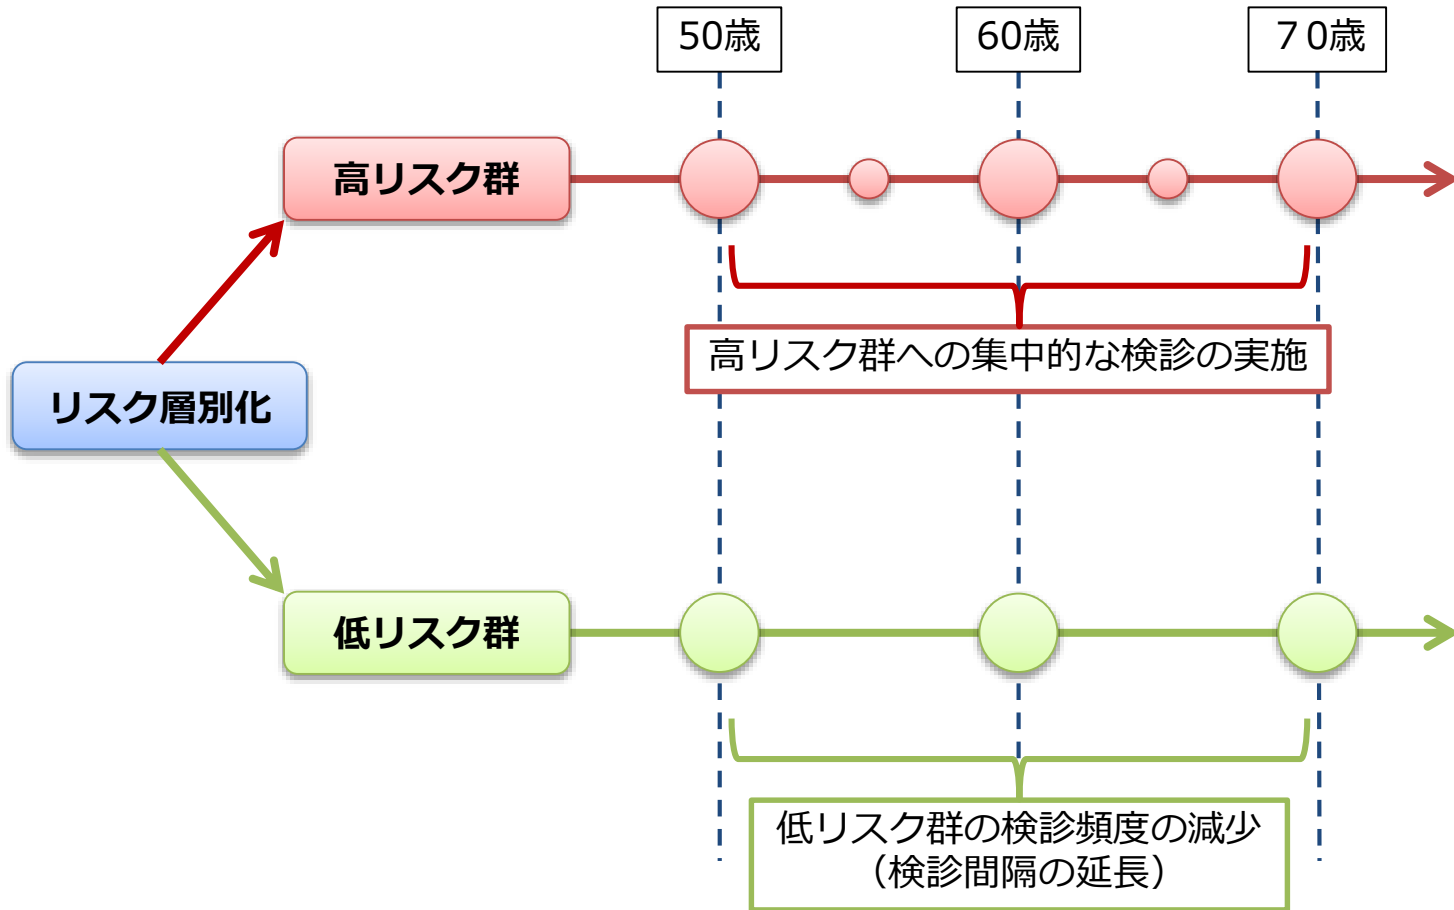 50歳
60歳
７０歳
高リスク群
高リスク群への集中的な検診の実施
リスク層別化
低リスク群
低リスク群の検診頻度の減少
（検診間隔の延長）